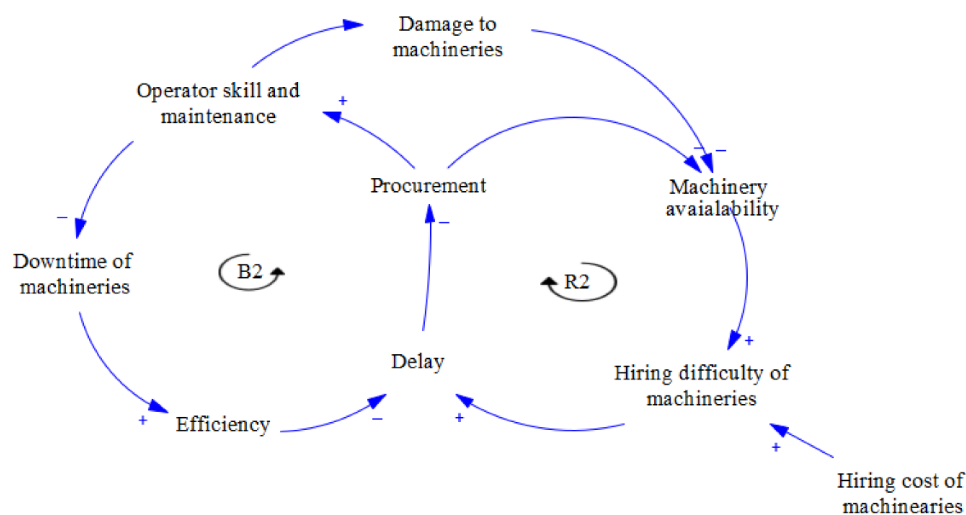 Damage to
machineries
Operator skill and
maintenance
+
Procurement
−
− −
Machinery
avaialability
−
Downtime of
machineries
B2
R2
Delay
+
Hiring difficulty of
machineries
+
Efficiency
−
+
+
Hiring cost of
machinearies